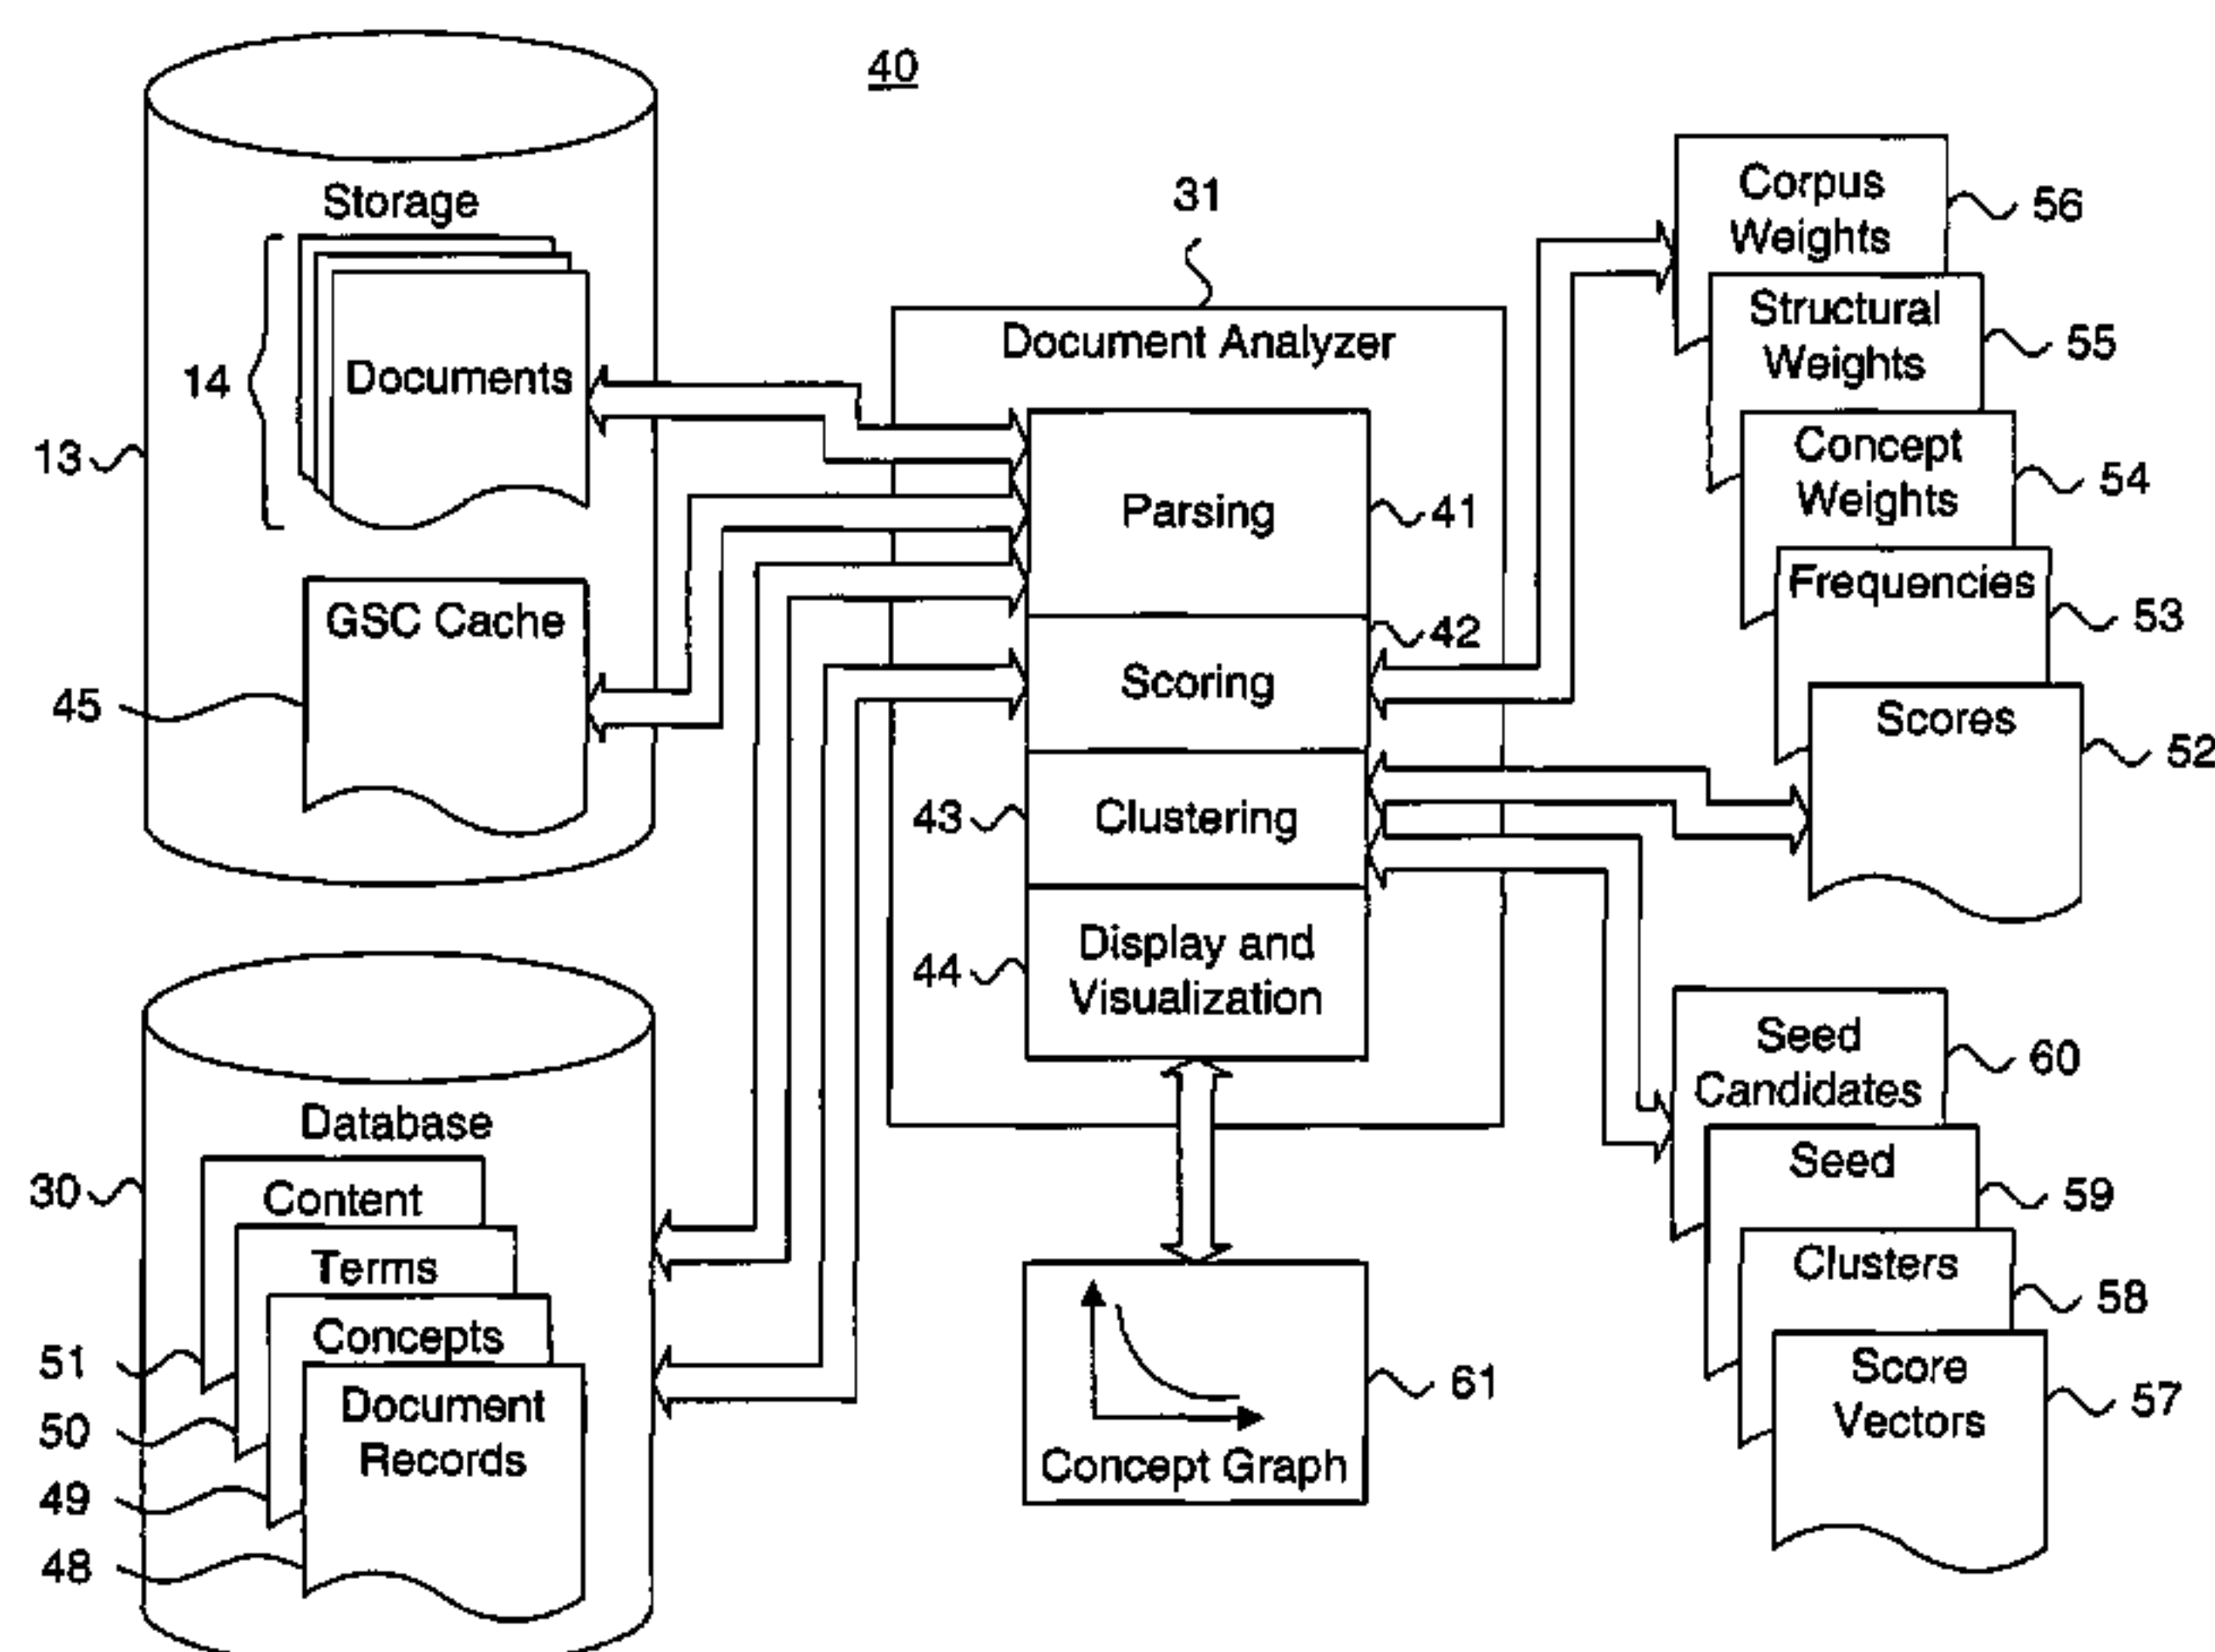 40
Storage
14
Documents
13
GSC Cache
45
31
Document Analyzer
Parsing
41
42
Scoring
43
Clustering
44
Display and
Visualization
Corpus
Weights
56
Structural
Weights
55
Concept
Weights
54
Frequencies
53
Scores
52
Database
30
Content
Terms
Concepts
51
Document
Records
50
49
48
61
Concept Graph
Seed
Candidates
60
Seed
59
Clusters
58
Score
Vectors
57